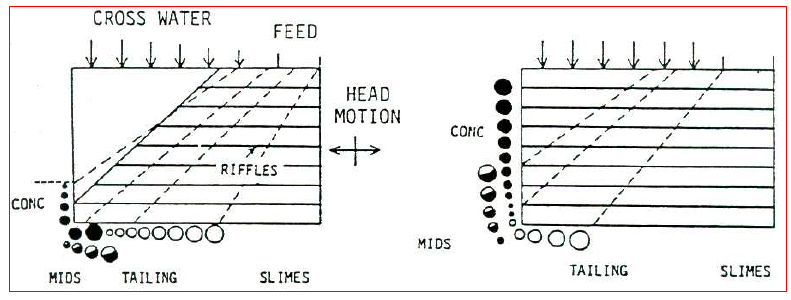 CROSS WATER
FEED
HEAD
MOTION
RIFFLES
CONC
MIDS
TAILING
SLIMES
CONC
MIDS
TAILING
SLIMES